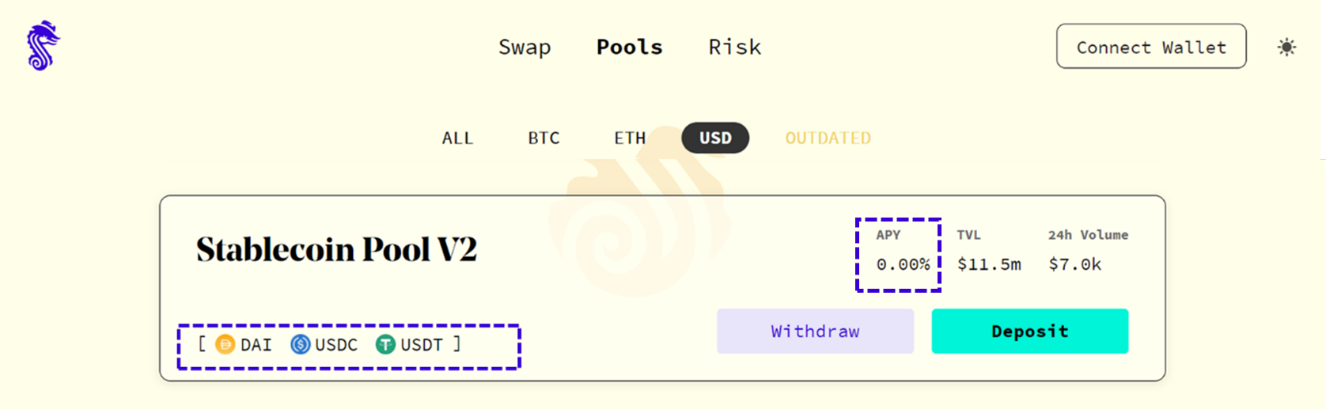 Swap Pools Risk Connect Wallet
ALL BTC ETH USD OUTDATED
Stablecoin Pool V2
APY TVL 24h Volume
0.00% $11.5m $7.0k
Withdraw Deposit
[ DAI USDC USDT ]